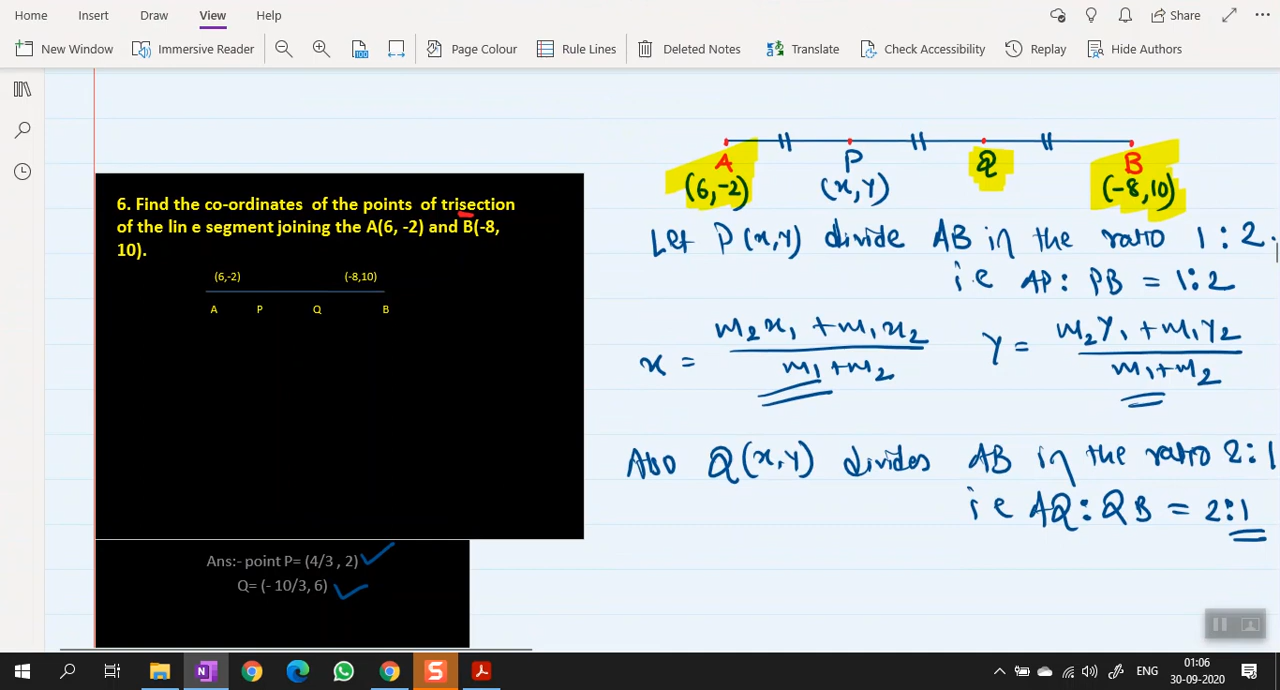 Home Insert Draw View Help Share
New Window Immersive Reader 100 Page Colour Rule Lines Deleted Notes Translate Check Accessibility Replay Hide Authors
6. Find the co-ordinates of the points of trisection
of the lin e segment joining the A(6, -2) and B(-8,
10).
(6,-2) (-8,10)
A P Q B
Ans:- point P= (4/3 , 2)
Q= (- 10/3, 6)
A P Q B
(6,-2) (x,y) (-8,10)
Let P(x,y) divide AB in the ratio 1:2.
i.e AP: PB = 1:2
x = m2x1 + m1x2 / m1+m2 y = m2y1 + m1y2 / m1+m2
Also Q(x,y) divides AB in the ratio 2:1
i e AQ: QB = 2:1
N S
ENG 01:06
30-09-2020